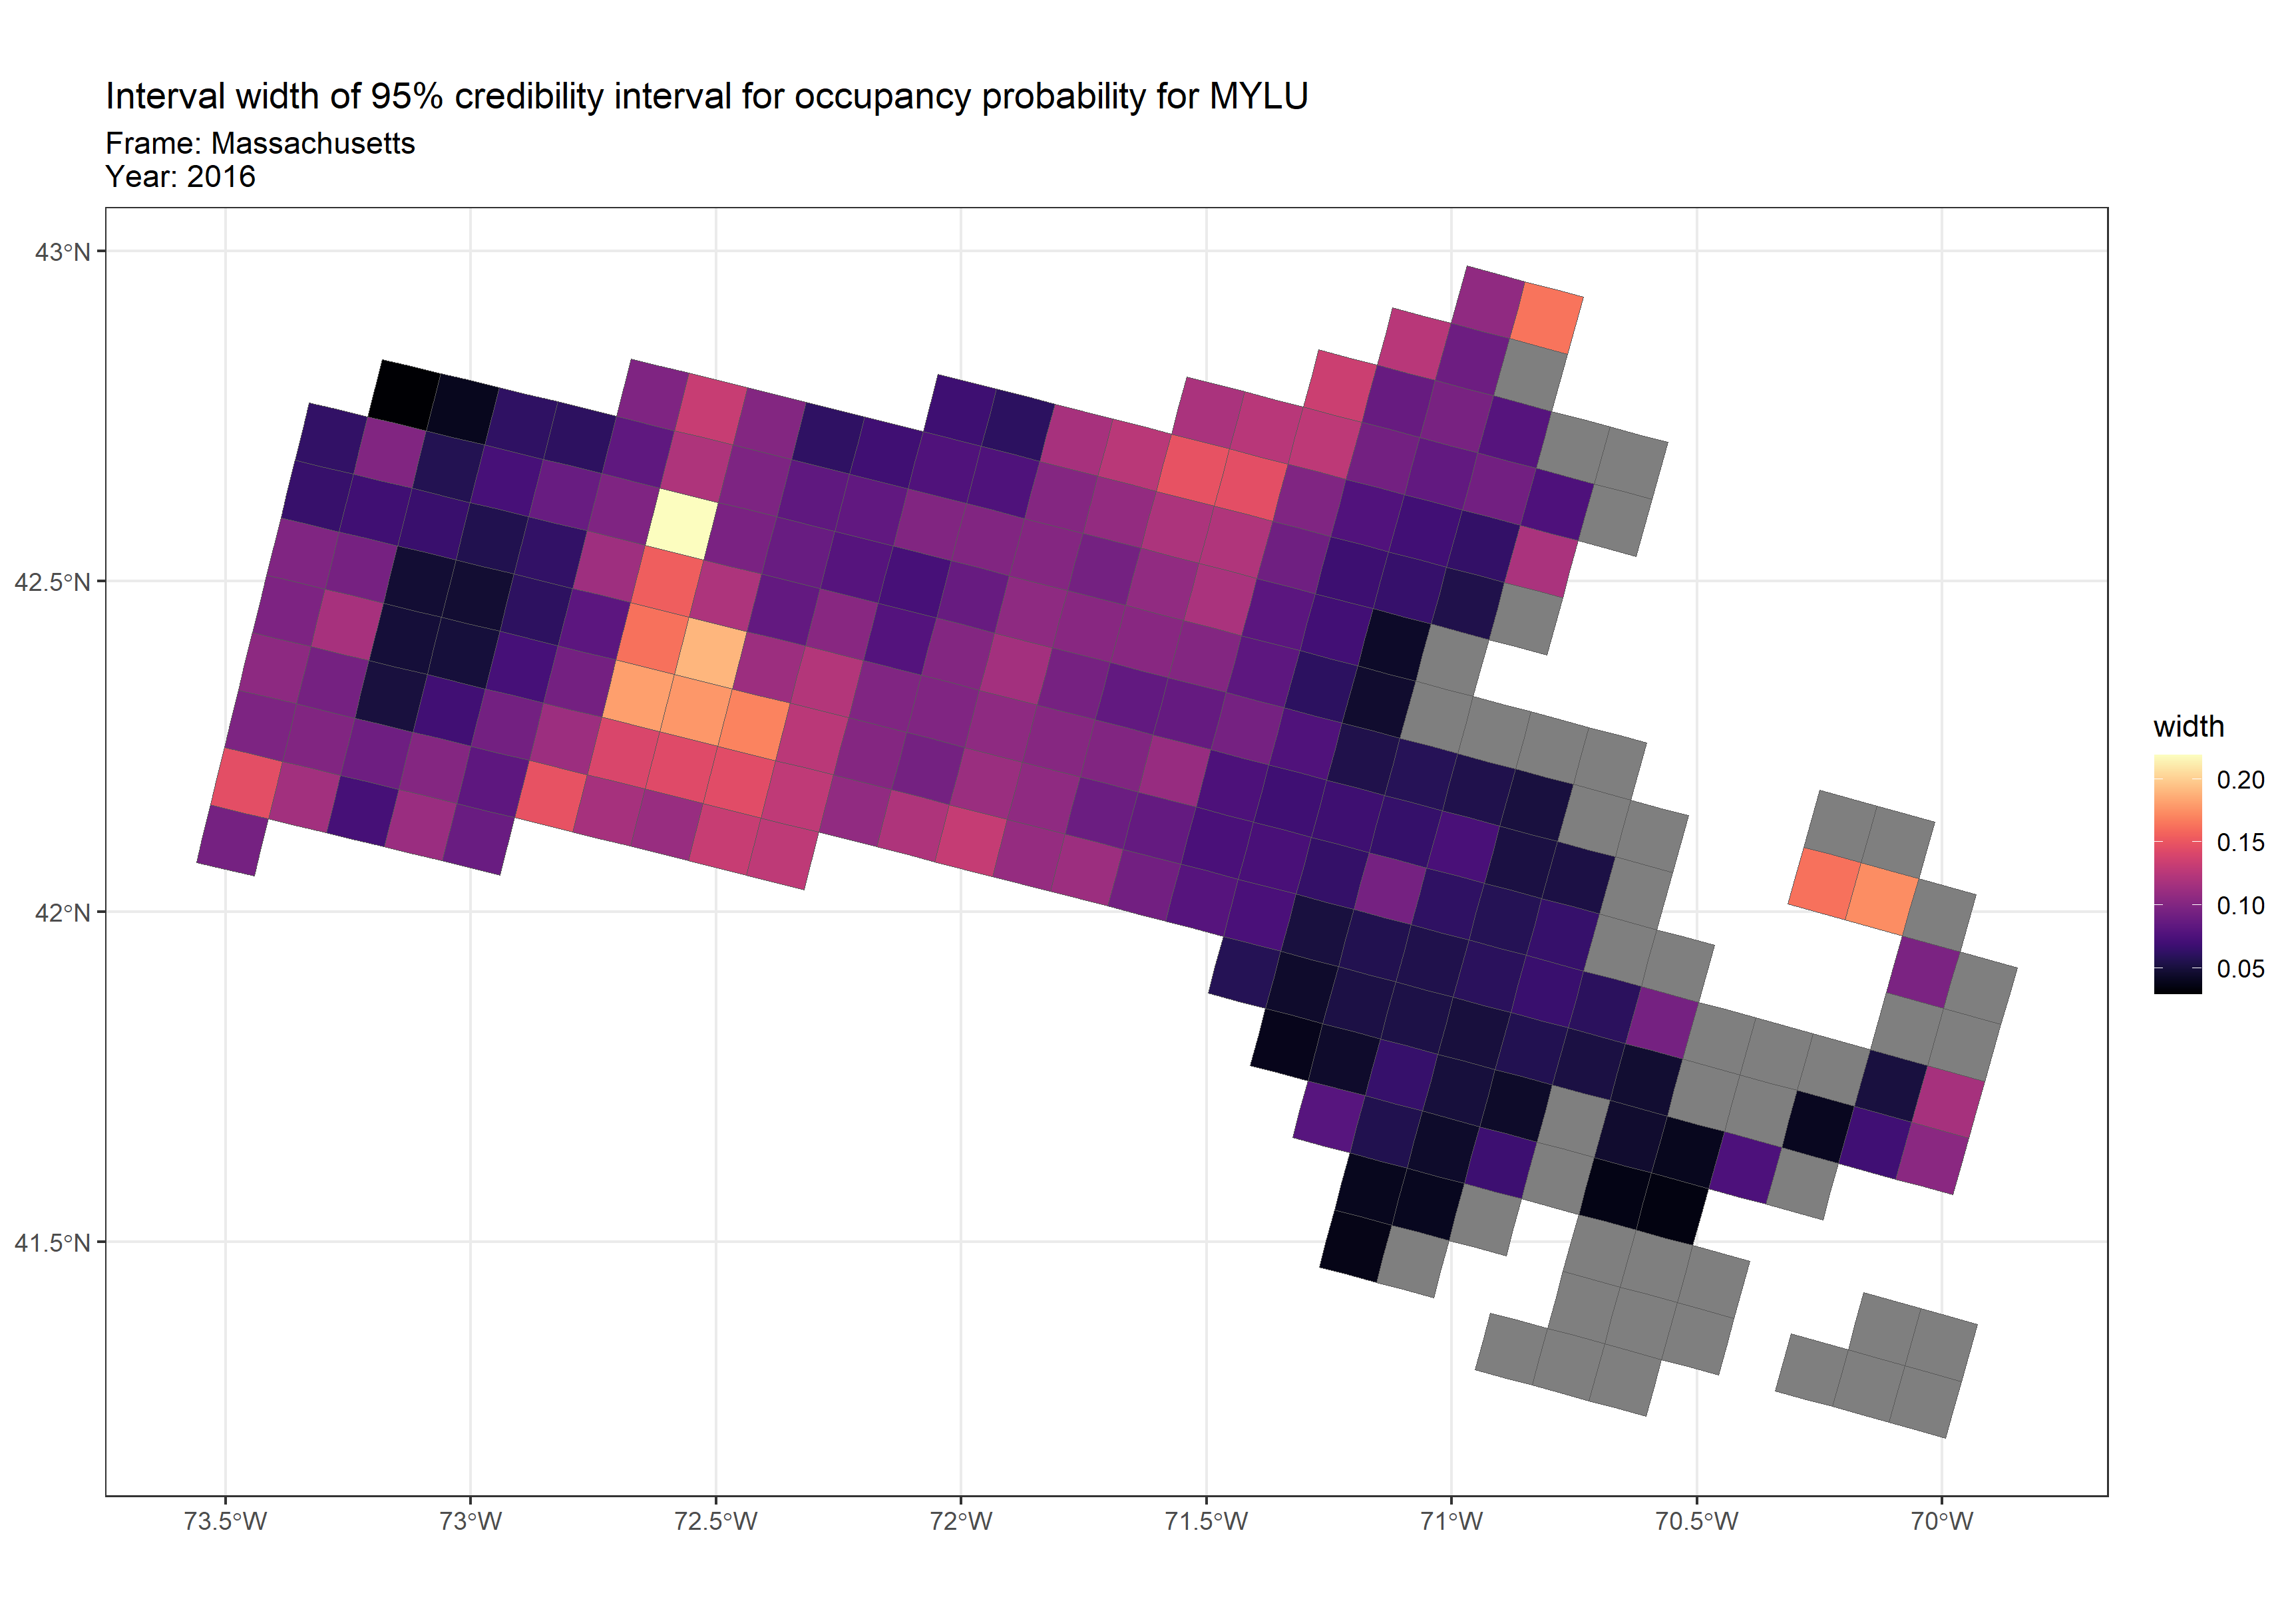 Interval width of 95% credibility interval for occupancy probability for MYLU
Frame: Massachusetts
Year: 2016
43°N
42.5°N
42°N
41.5°N
73.5°W
73°W
72.5°W
72°W
71.5°W
71°W
70.5°W
70°W
width
0.20
0.15
0.10
0.05